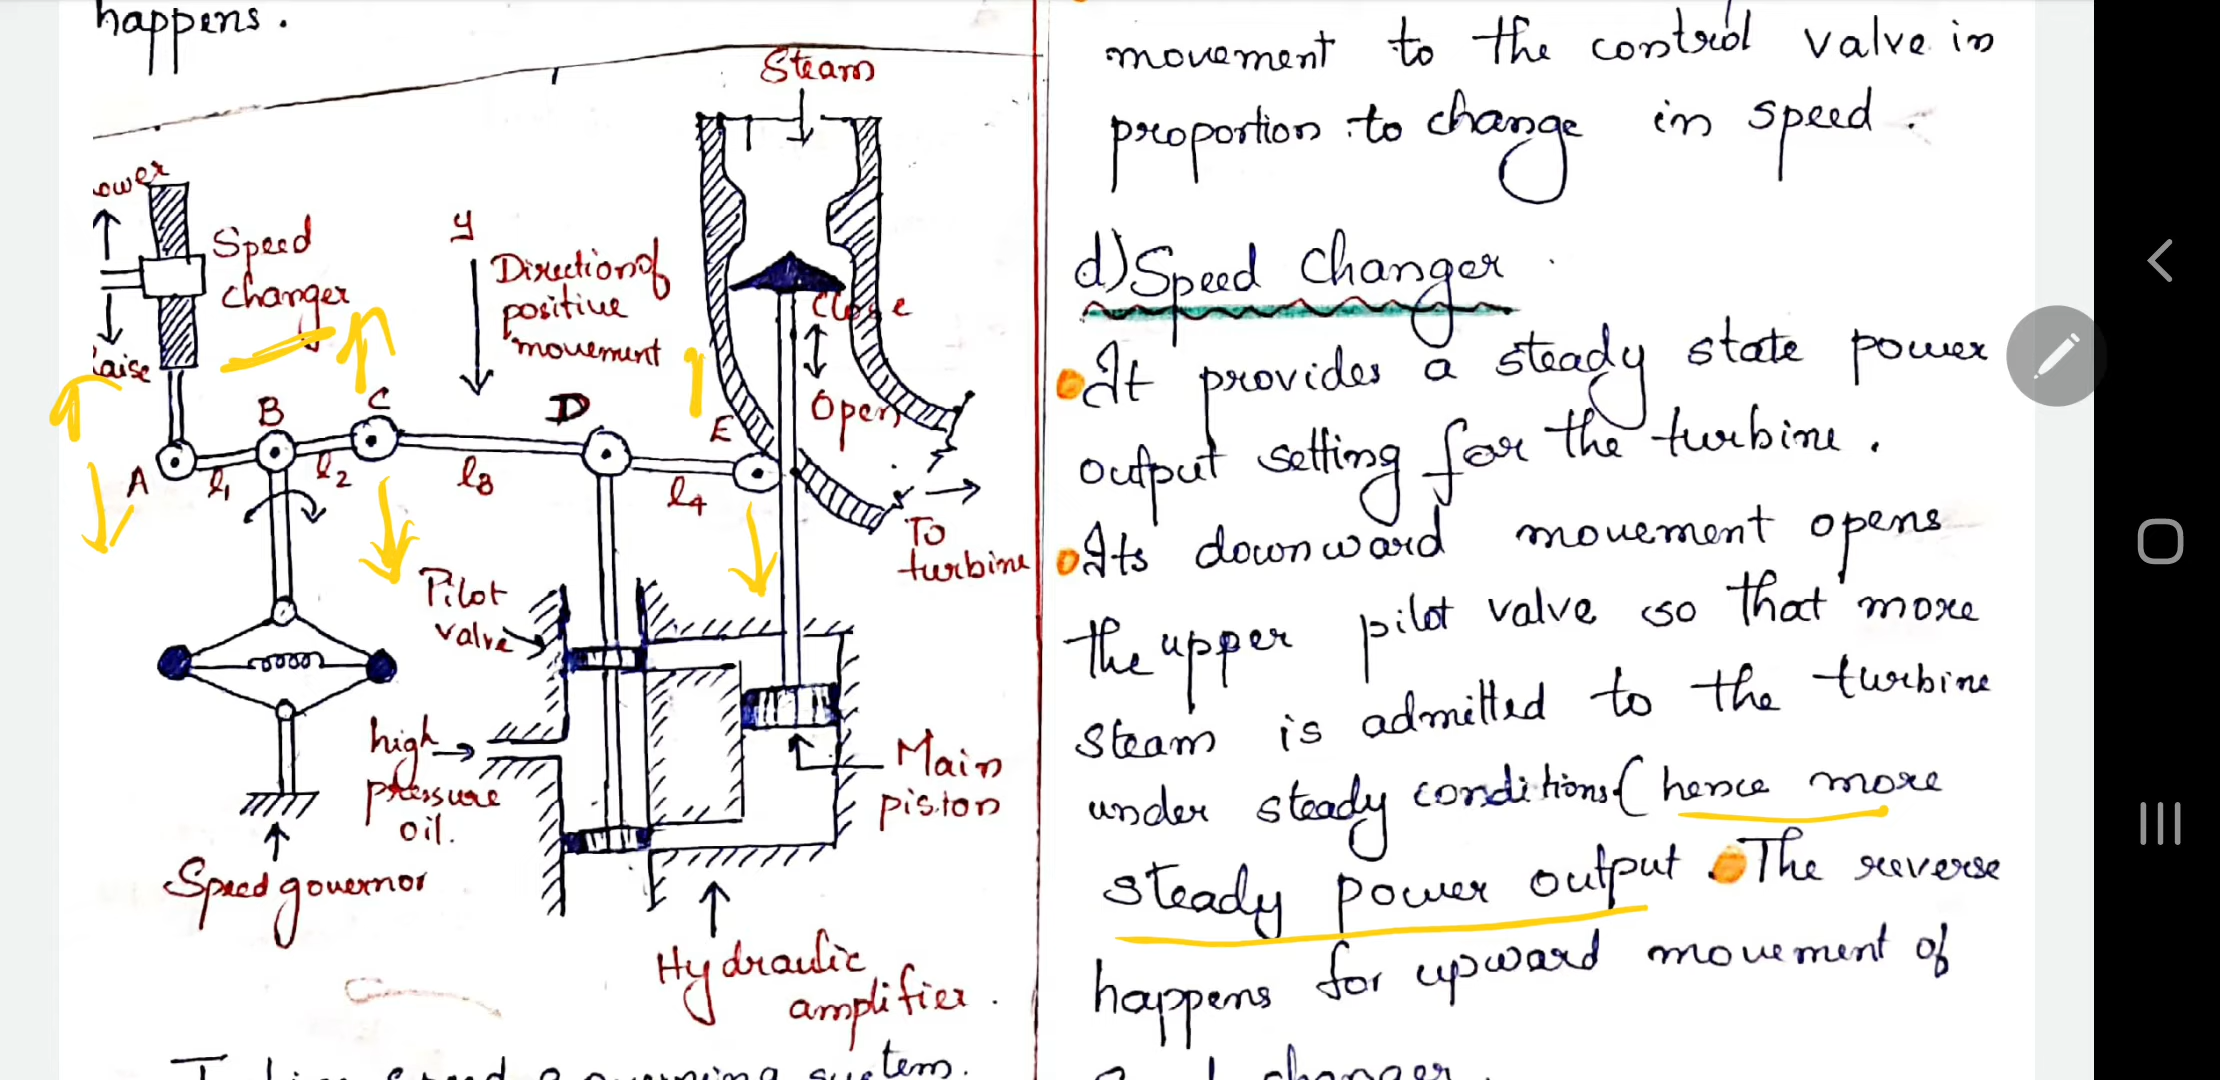 happens.
Steam
ower
Speed
changer
aise
y
Direction of
positive
movement
Close
Open
A
B
C
D
E
l1
l2
l3
l4
To
turbine
Pilot
valve
high
pressure
oil.
Main
piston
Speed governor
Hydraulic
amplifier.
movement to the control valve in
proportion to change in speed.
d) Speed changer
It provides a steady state power
output setting for the turbine.
Its downward movement opens
the upper pilot valve so that more
steam is admitted to the turbine
under steady conditions (hence more
steady power output. The reverse
happens for upward movement of